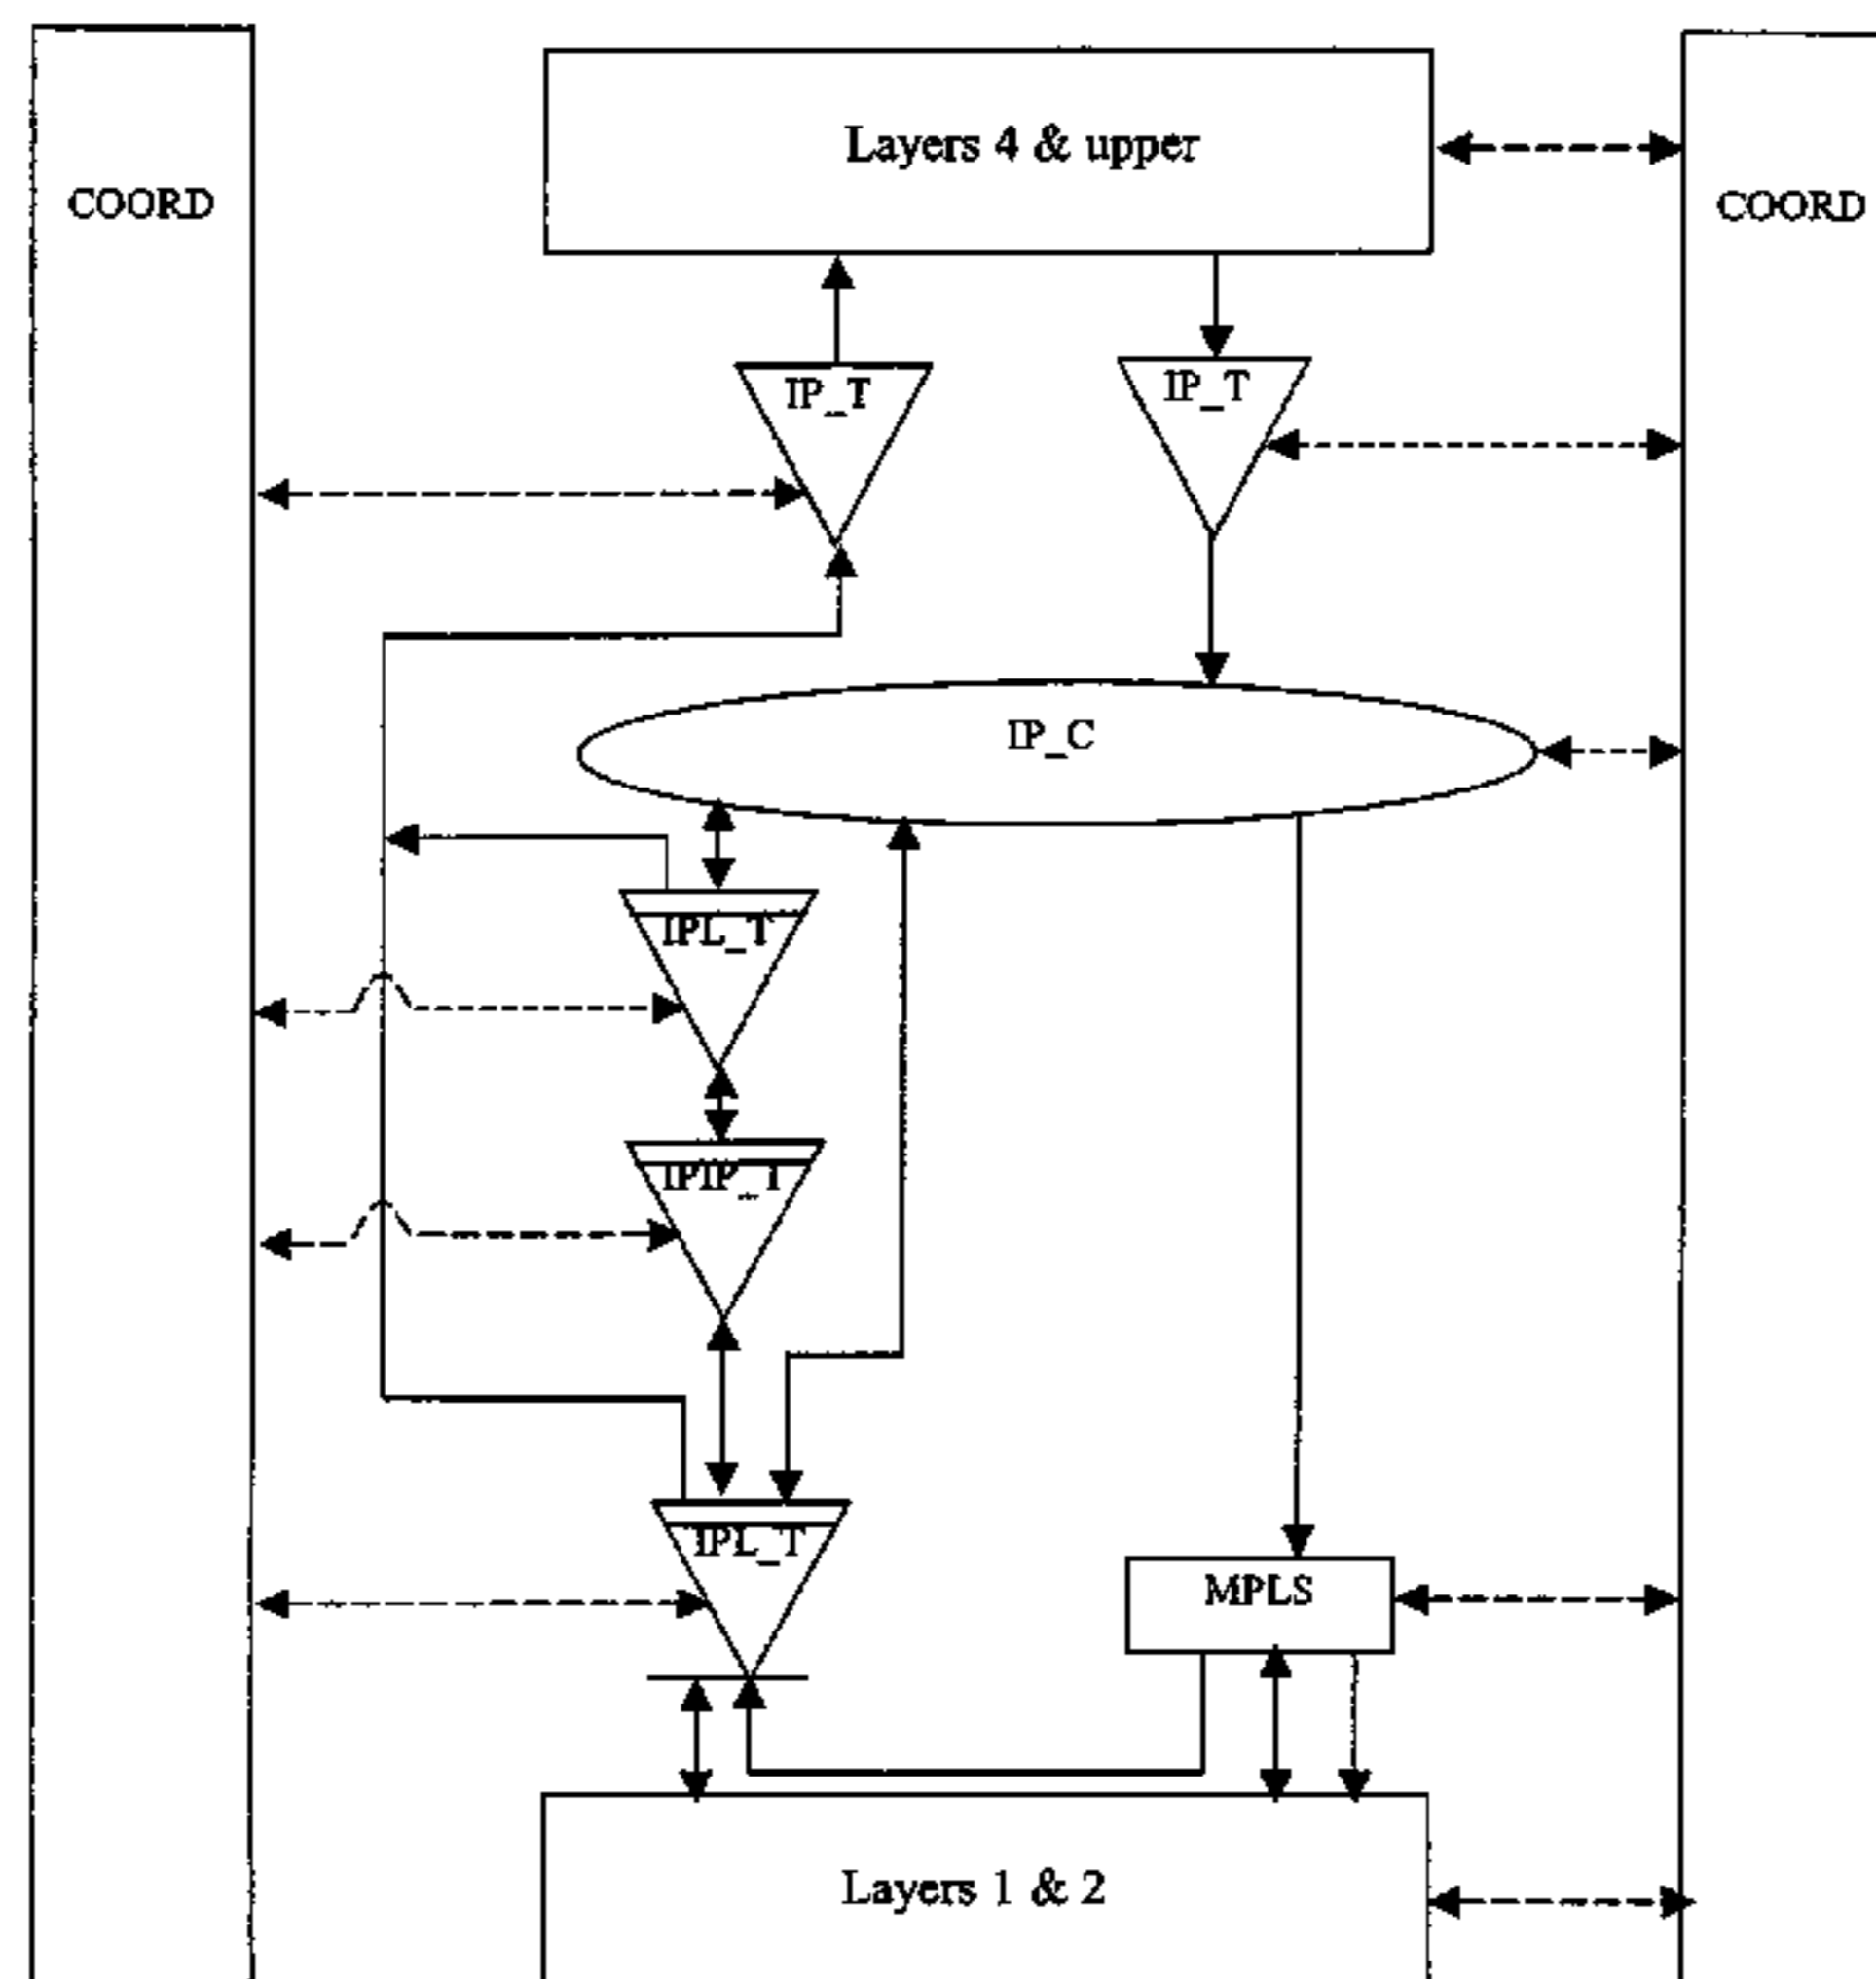 Layers 4 & upper
COORD
COORD
IP_T
IP_T
IP_C
IPL_T
IPIP_T
IPL_T
MPLS
Layers 1 & 2